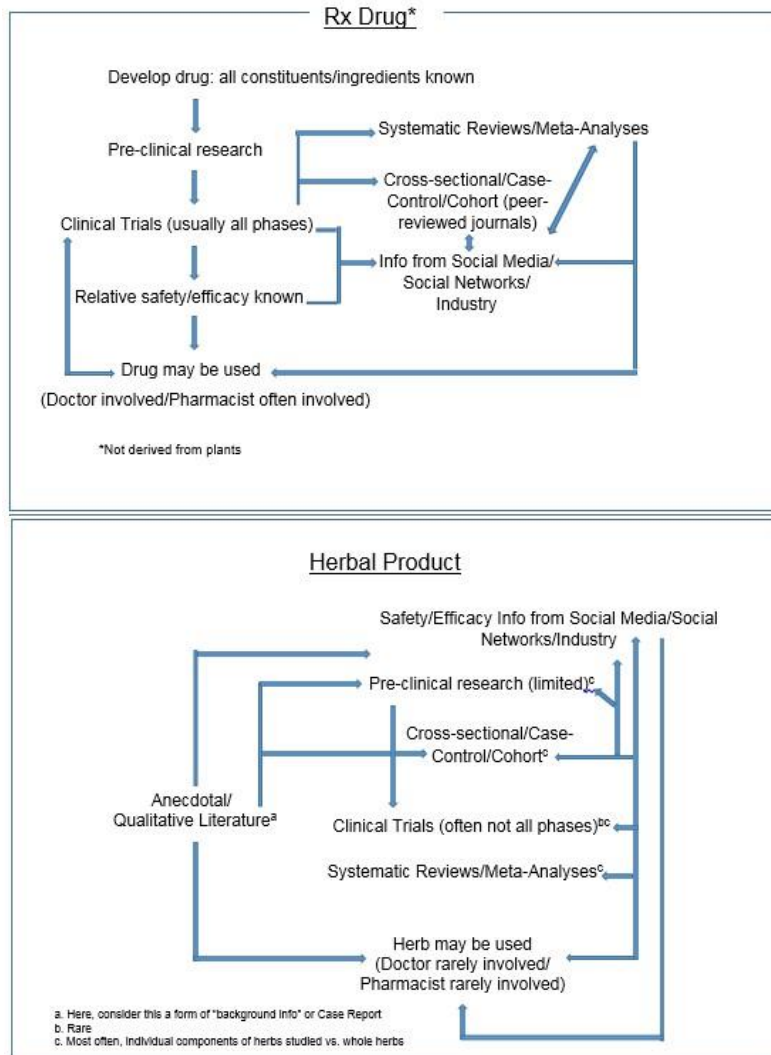 Rx Drug*
Develop drug: all constituents/ingredients known
Pre-clinical research
Clinical Trials (usually all phases)
Relative safety/efficacy known
Drug may be used
(Doctor involved/Pharmacist often involved)
Systematic Reviews/Meta-Analyses
Cross-sectional/Case-
Control/Cohort (peer-
reviewed journals)
Info from Social Media/
Social Networks/
Industry
*Not derived from plants
Herbal Product
Safety/Efficacy Info from Social Media/Social
Networks/Industry
Pre-clinical research (limited)c
Cross-sectional/Case-
Control/Cohortc
Anecdotal/
Qualitative Literaturea
Clinical Trials (often not all phases)bc
Systematic Reviews/Meta-Analysesc
Herb may be used
(Doctor rarely involved/
Pharmacist rarely involved)
a. Here, consider this a form of "background info" or Case Report
b. Rare
c. Most often, individual components of herbs studied vs. whole herbs